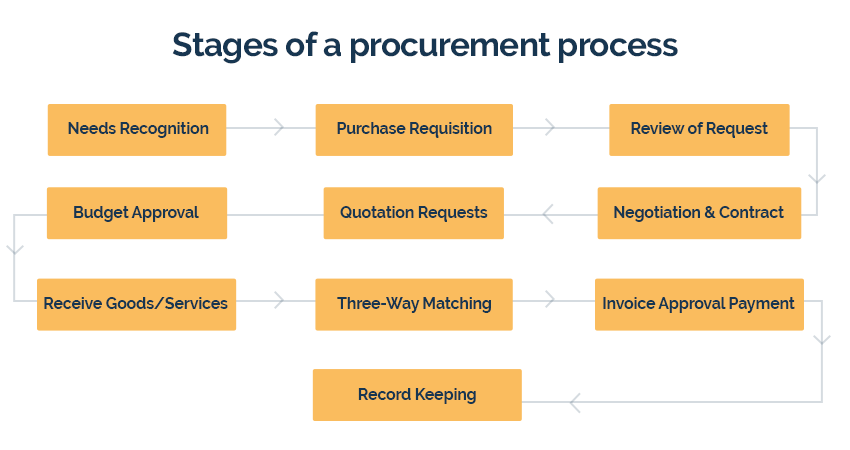 Stages of a procurement process
Needs Recognition
Purchase Requisition
Review of Request
Budget Approval
Quotation Requests
Negotiation & Contract
Receive Goods/Services
Three-Way Matching
Invoice Approval Payment
Record Keeping